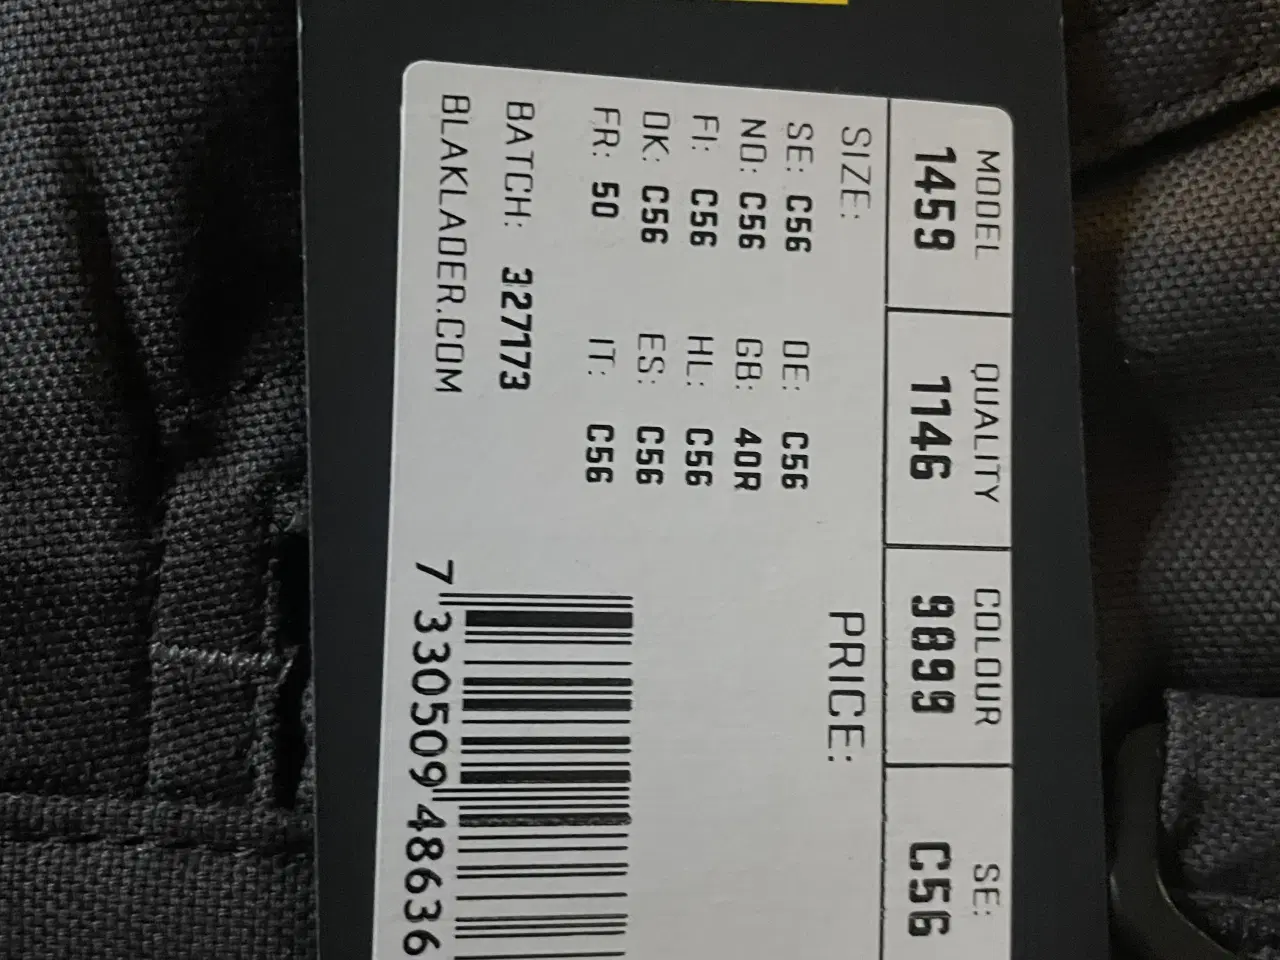 MODEL QUALITY COLOUR SE:
1459 1146 9899 C56
SIZE: PRICE:
SE: C56 DE: C56
NO: C56 GB: 40R
FI: C56 HL: C56
DK: C56 ES: C56
FR: 50 IT: C56
BATCH: 327173
BLAKLADER.COM
7 330509 48636